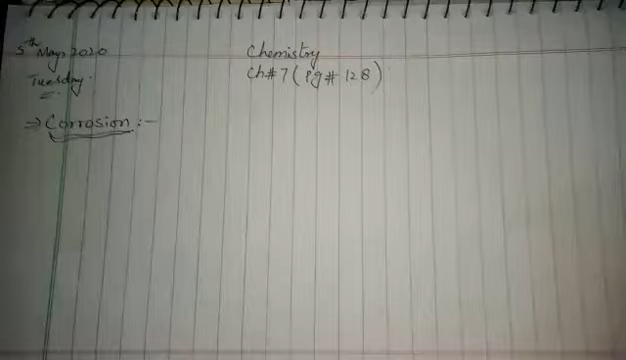 5th May, 2020
Chemistry
Tuesday.
Ch# 7 (Pg # 128)
⇒ Corrosion :-